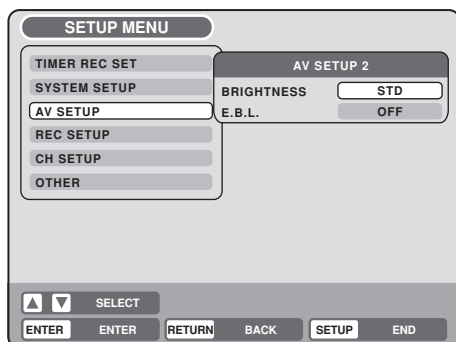 SETUP MENU
TIMER REC SET
SYSTEM SETUP
AV SETUP
REC SETUP
CH SETUP
OTHER
AV SETUP 2
BRIGHTNESS STD
E.B.L. OFF
▲ ▼ SELECT
ENTER ENTER RETURN BACK SETUP END